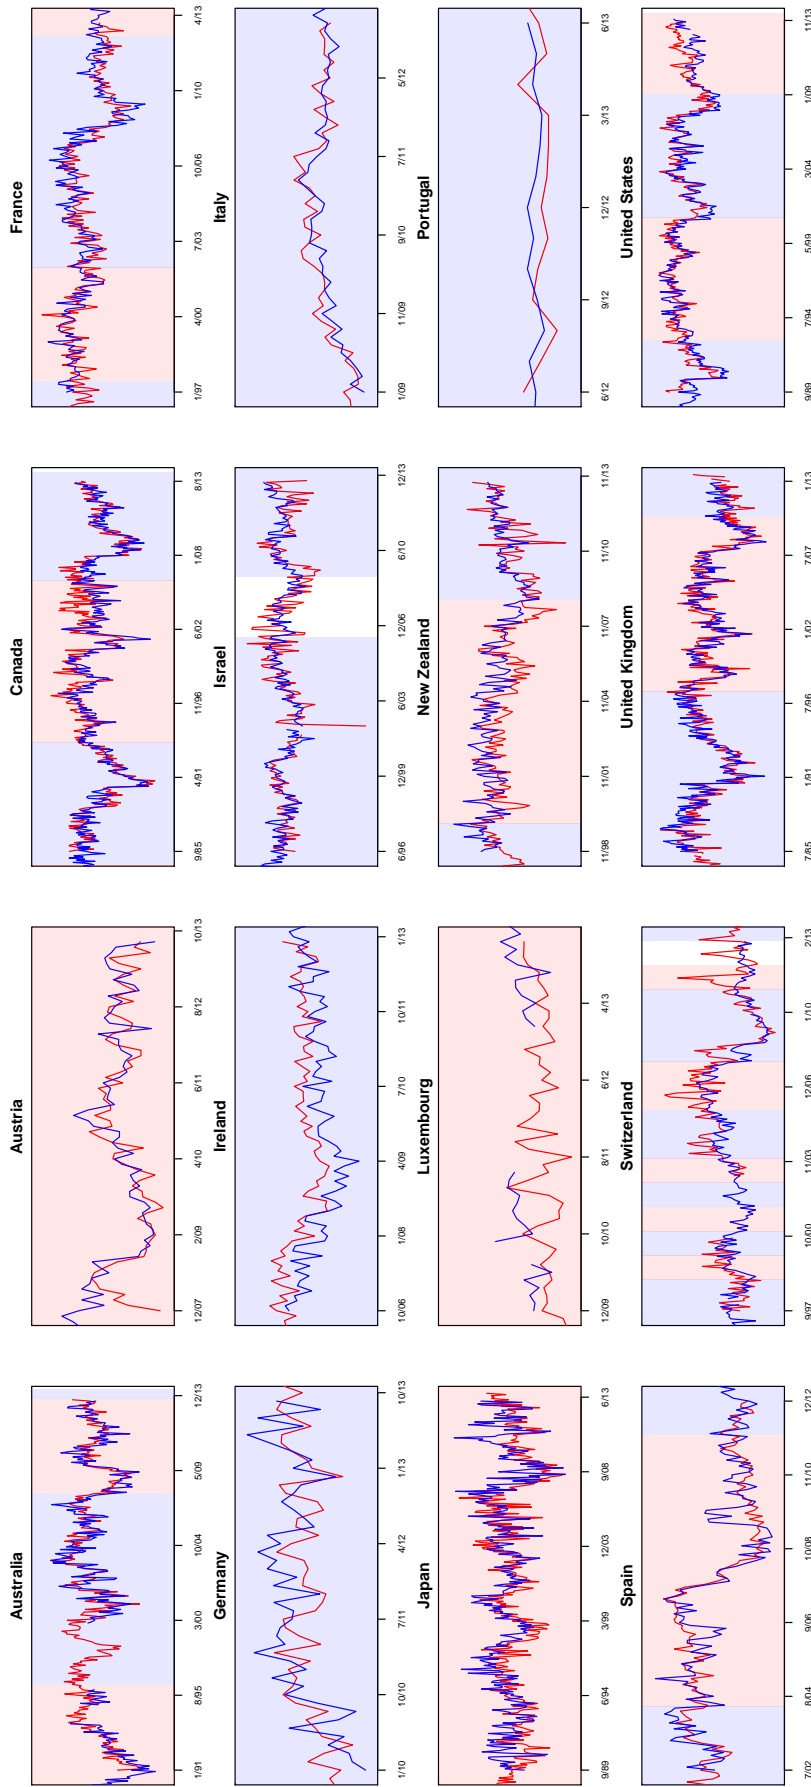 Australia
1/91 8/95 3/00 10/04 5/09 12/13
Austria
12/07 2/09 4/10 6/11 8/12 10/13
Canada
9/85 4/91 11/96 6/02 1/08 8/13
France
1/97 4/00 7/03 10/06 1/10 4/13
Germany
1/10 10/10 7/11 4/12 1/13 10/13
Ireland
10/06 1/08 4/09 7/10 10/11 1/13
Israel
6/96 12/99 6/03 12/06 6/10 12/13
Italy
1/09 11/09 9/10 7/11 5/12
Japan
9/89 6/94 3/99 12/03 9/08 6/13
Luxembourg
12/09 10/10 8/11 6/12 4/13
New Zealand
11/98 11/01 11/04 11/07 11/10 11/13
Portugal
6/12 9/12 12/12 3/13 6/13
Spain
7/02 8/04 9/06 10/08 11/10 12/12
Switzerland
9/97 10/00 11/03 12/06 1/10 2/13
United Kingdom
7/85 1/91 7/96 1/02 7/07 1/13
United States
9/89 7/94 5/99 3/04 1/09 11/13